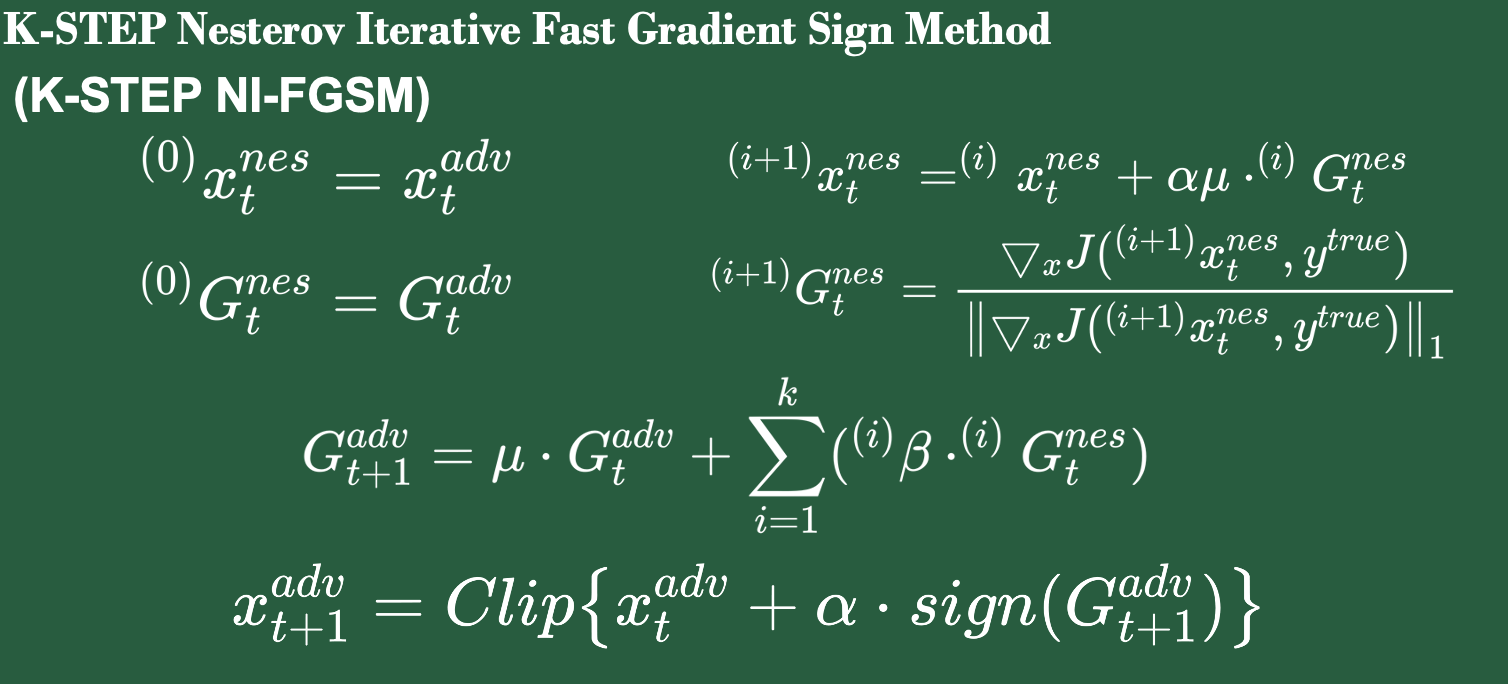 K-STEP Nesterov Iterative Fast Gradient Sign Method
(K-STEP NI-FGSM)
^{(0)}x_t^{nes} = x_t^{adv}
^{(i+1)}x_t^{nes} =^{(i)} x_t^{nes} + αμ ·^{(i)} G_t^{nes}
^{(0)}G_t^{nes} = G_t^{adv}
^{(i+1)}G_t^{nes} = \frac{▽_x J(^{(i+1)}x_t^{nes}, y^{true})}{‖▽_x J(^{(i+1)}x_t^{nes}, y^{true})‖_1}
G_{t+1}^{adv} = μ · G_t^{adv} + \sum_{i=1}^{k} (^{(i)}β ·^{(i)} G_t^{nes})
x_{t+1}^{adv} = Clip{x_t^{adv} + α · sign(G_{t+1}^{adv})}